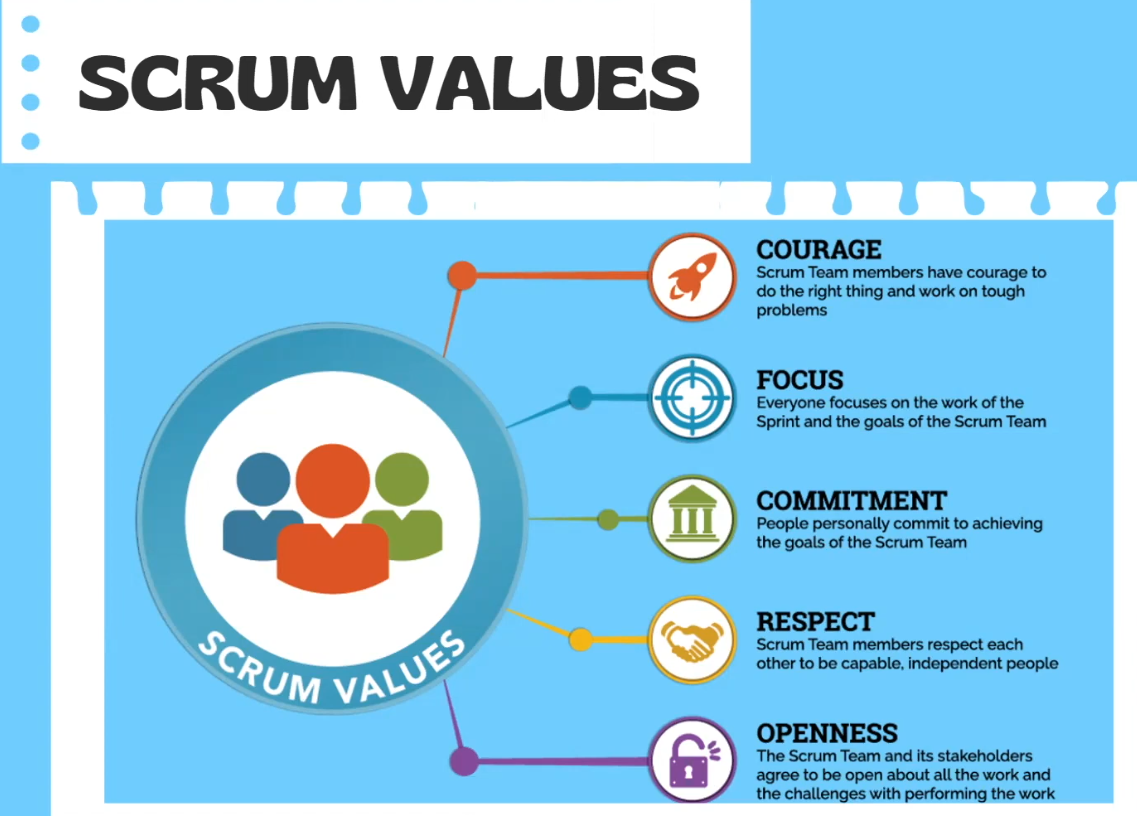 SCRUM VALUES
SCRUM VALUES
COURAGE
Scrum Team members have courage to
do the right thing and work on tough
problems
FOCUS
Everyone focuses on the work of the
Sprint and the goals of the Scrum Team
COMMITMENT
People personally commit to achieving
the goals of the Scrum Team
RESPECT
Scrum Team members respect each
other to be capable, independent people
OPENNESS
The Scrum Team and its stakeholders
agree to be open about all the work and
the challenges with performing the work